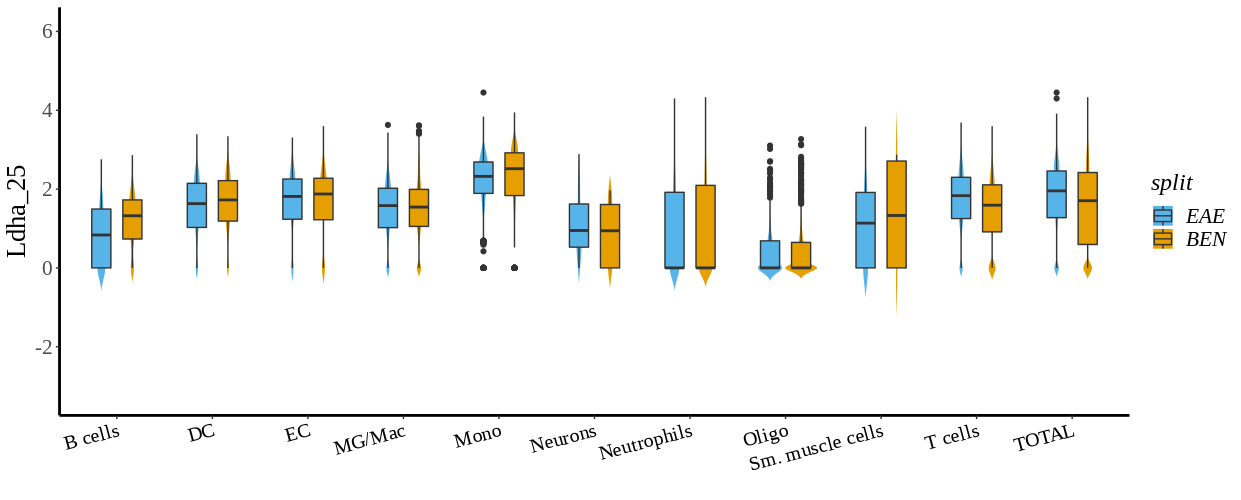 Ldha_25
6
4
2
0
-2
B cells
DC
EC
MG/Mac
Mono
Neurons
Neutrophils
Oligo
Sm. muscle cells
T cells
TOTAL
split
EAE
BEN